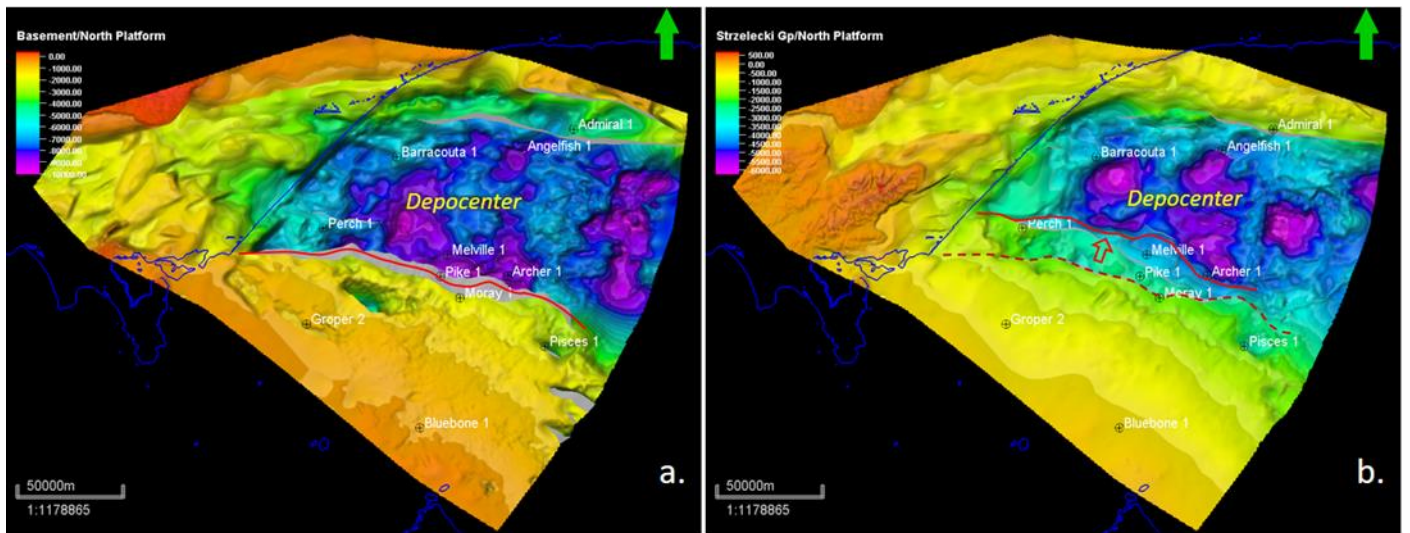 Basement/North Platform
0.00
-1000.00
-2000.00
-3000.00
-4000.00
-5000.00
-6000.00
-7000.00
-8000.00
-9000.00
-10000.00
Admiral 1
Angelfish 1
Barracouta 1
Depocenter
Perch 1
Melville 1
Pike 1
Archer 1
Moray 1
Groper 2
Pisces 1
Bluebone 1
50000m
1:1178865
a.
Strzelecki Gp/North Platform
500.00
0.00
-500.00
-1000.00
-1500.00
-2000.00
-2500.00
-3000.00
-3500.00
-4000.00
-4500.00
-5000.00
-5500.00
-6000.00
Admiral 1
Angelfish 1
Barracouta 1
Depocenter
Perch 1
Melville 1
Pike 1
Archer 1
Moray 1
Groper 2
Pisces 1
Bluebone 1
50000m
1:1178865
b.